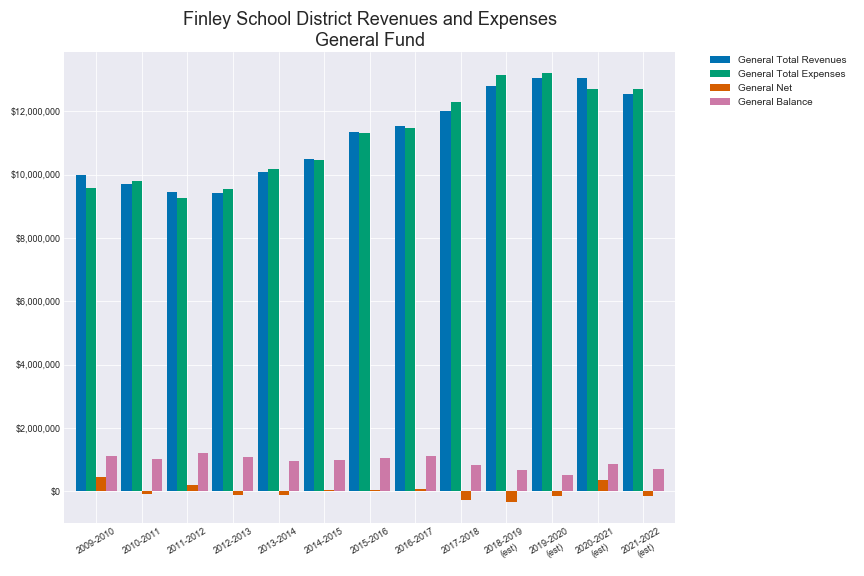 Finley School District Revenues and Expenses
General Fund
General Total Revenues
General Total Expenses
General Net
General Balance
$12,000,000
$10,000,000
$8,000,000
$6,000,000
$4,000,000
$2,000,000
$0
2009-2010
2010-2011
2011-2012
2012-2013
2013-2014
2014-2015
2015-2016
2016-2017
2017-2018
2018-2019
(est)
2019-2020
(est)
2020-2021
(est)
2021-2022
(est)